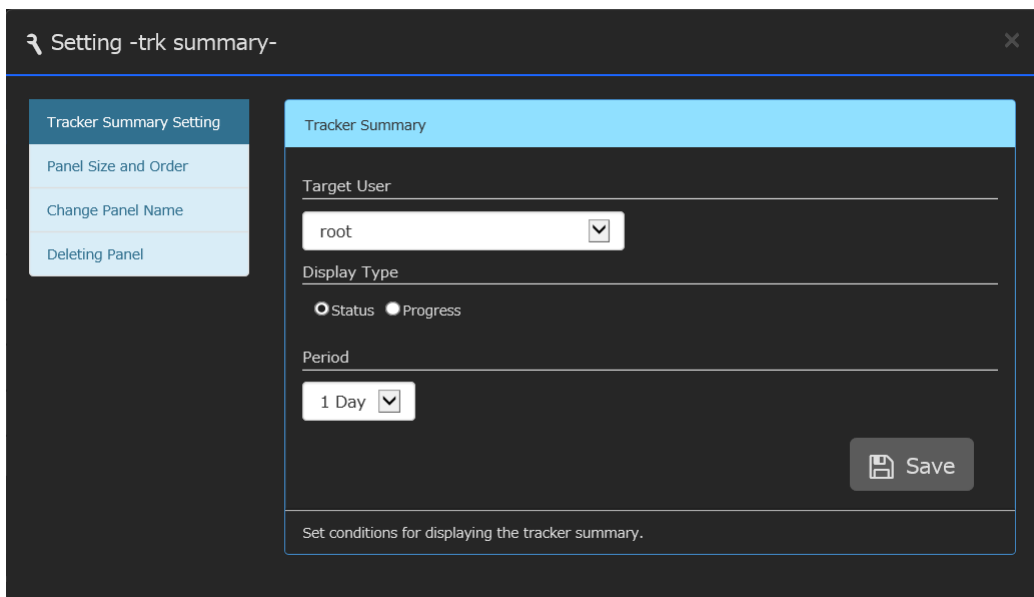 Setting -trk summary-
Tracker Summary Setting
Panel Size and Order
Change Panel Name
Deleting Panel
Tracker Summary
Target User
root
Display Type
Status Progress
Period
1 Day
Save
Set conditions for displaying the tracker summary.